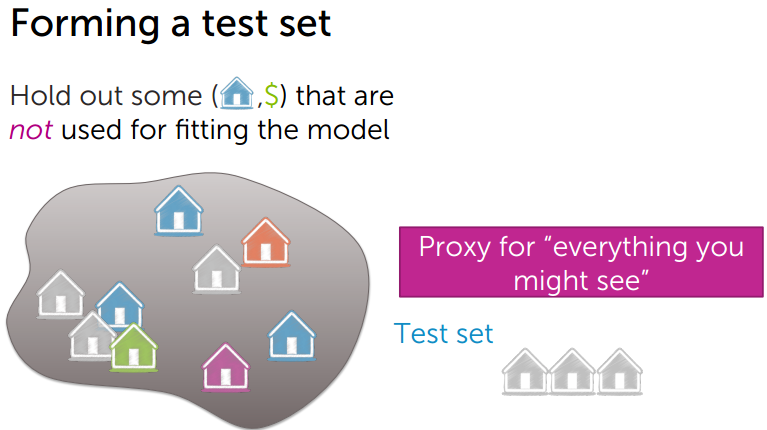 Forming a test set
Hold out some ( ,$) that are
not used for fitting the model
Proxy for “everything you
might see”
Test set